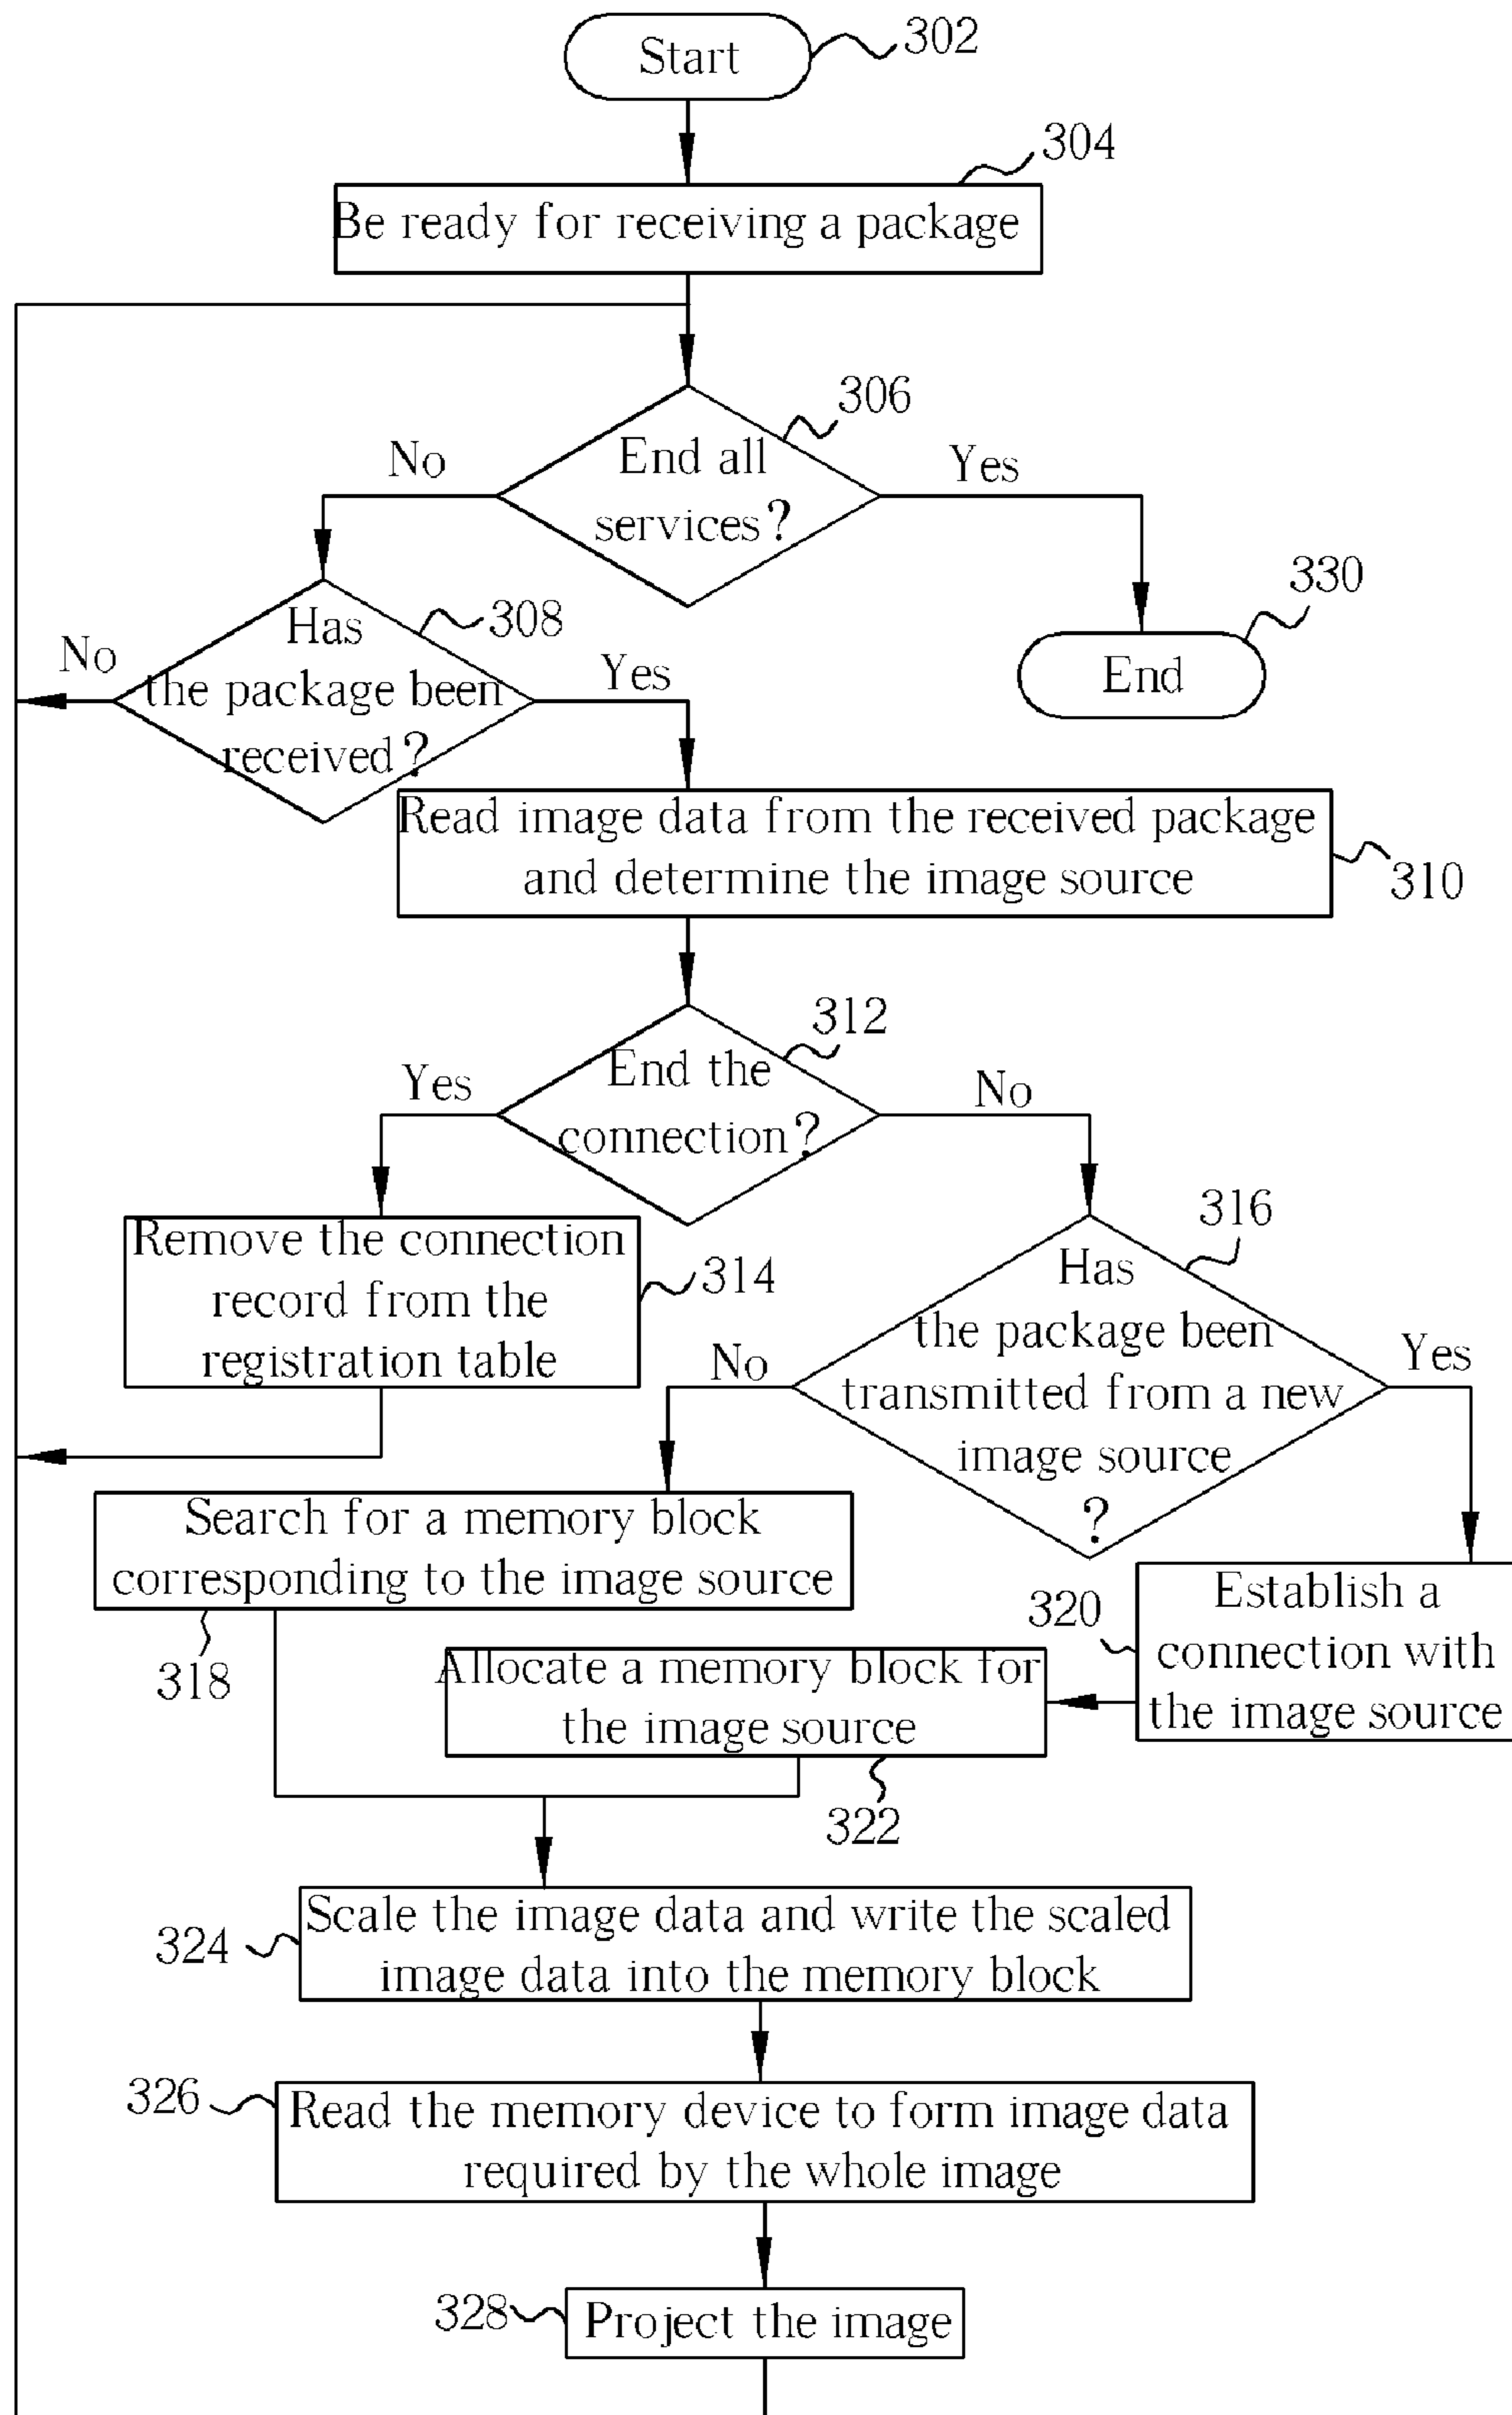 Start
302
304
Be ready for receiving a package
306
End all
services?
No
Yes
330
End
Has
the package been
received?
308
No
Yes
Read image data from the received package
and determine the image source
310
312
End the
connection?
Yes
No
Remove the connection
record from the
registration table
314
316
Has
the package been
transmitted from a new
image source
?
No
Yes
Search for a memory block
corresponding to the image source
318
320
Establish a
connection with
the image source
Allocate a memory block for
the image source
322
324
Scale the image data and write the scaled
image data into the memory block
326
Read the memory device to form image data
required by the whole image
328
Project the image